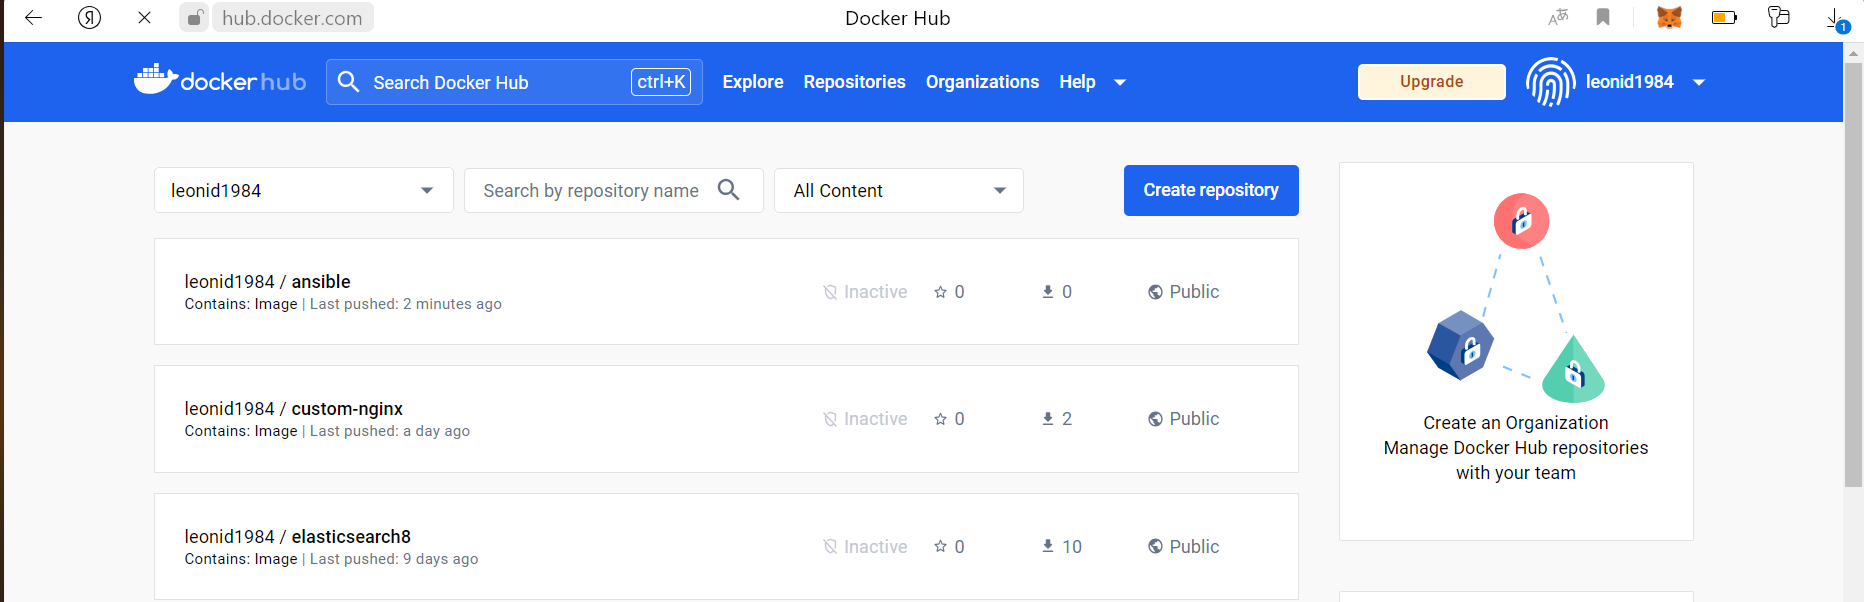 Я hub.docker.com Docker Hub Aあ 1
docker hub Search Docker Hub ctrl+K Explore Repositories Organizations Help Upgrade leonid1984
leonid1984 Search by repository name All Content Create repository
leonid1984 / ansible Inactive 0 0 Public
Contains: Image | Last pushed: 2 minutes ago
leonid1984 / custom-nginx Inactive 0 2 Public
Contains: Image | Last pushed: a day ago
leonid1984 / elasticsearch8 Inactive 0 10 Public
Contains: Image | Last pushed: 9 days ago
Create an Organization
Manage Docker Hub repositories
with your team